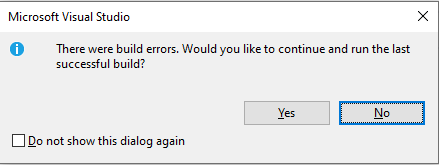 Microsoft Visual Studio
There were build errors. Would you like to continue and run the last
successful build?
Yes
No
Do not show this dialog again